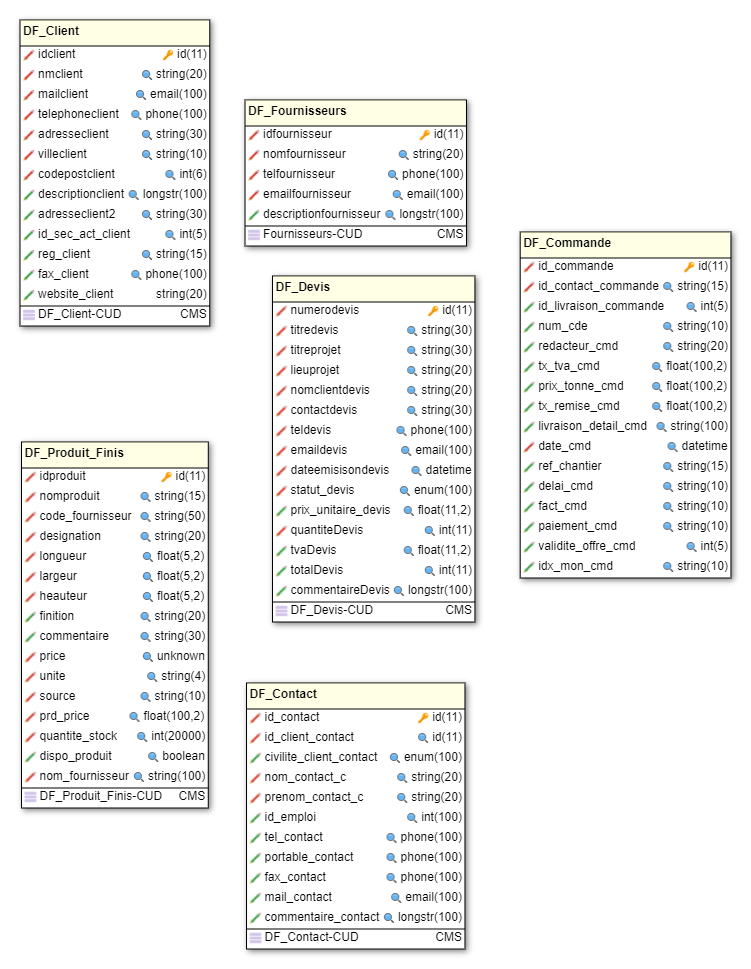 DF_Client
idclient id(11)
nmclient string(20)
mailclient email(100)
telephoneclient phone(100)
adresseclient string(30)
villeclient string(10)
codepostclient int(6)
descriptionclient longstr(100)
adresseclient2 string(30)
id_sec_act_client int(5)
reg_client string(15)
fax_client phone(100)
website_client string(20)
DF_Client-CUD CMS
DF_Fournisseurs
idfournisseur id(11)
nomfournisseur string(20)
telfournisseur phone(100)
emailfournisseur email(100)
descriptionfournisseur longstr(100)
Fournisseurs-CUD CMS
DF_Commande
id_commande id(11)
id_contact_commande string(15)
id_livraison_commande int(5)
num_cde string(10)
redacteur_cmd string(20)
tx_tva_cmd float(100,2)
prix_tonne_cmd float(100,2)
tx_remise_cmd float(100,2)
livraison_detail_cmd string(100)
date_cmd datetime
ref_chantier string(15)
delai_cmd string(10)
fact_cmd string(10)
paiement_cmd string(10)
validite_offre_cmd int(5)
idx_mon_cmd string(10)
DF_Devis
numerodevis id(11)
titredevis string(30)
titreprojet string(30)
lieuprojet string(20)
nomclientdevis string(20)
contactdevis string(30)
teldevis phone(100)
emaildevis email(100)
dateemisisondevis datetime
statut_devis enum(100)
prix_unitaire_devis float(11,2)
quantiteDevis int(11)
tvaDevis float(11,2)
totalDevis int(11)
commentaireDevis longstr(100)
DF_Devis-CUD CMS
DF_Produit_Finis
idproduit id(11)
nomproduit string(15)
code_fournisseur string(50)
designation string(20)
longueur float(5,2)
largeur float(5,2)
heauteur float(5,2)
finition string(20)
commentaire string(30)
price unknown
unite string(4)
source string(10)
prd_price float(100,2)
quantite_stock int(20000)
dispo_produit boolean
nom_fournisseur string(100)
DF_Produit_Finis-CUD CMS
DF_Contact
id_contact id(11)
id_client_contact id(11)
civilite_client_contact enum(100)
nom_contact_c string(20)
prenom_contact_c string(20)
id_emploi int(100)
tel_contact phone(100)
portable_contact phone(100)
fax_contact phone(100)
mail_contact email(100)
commentaire_contact longstr(100)
DF_Contact-CUD CMS